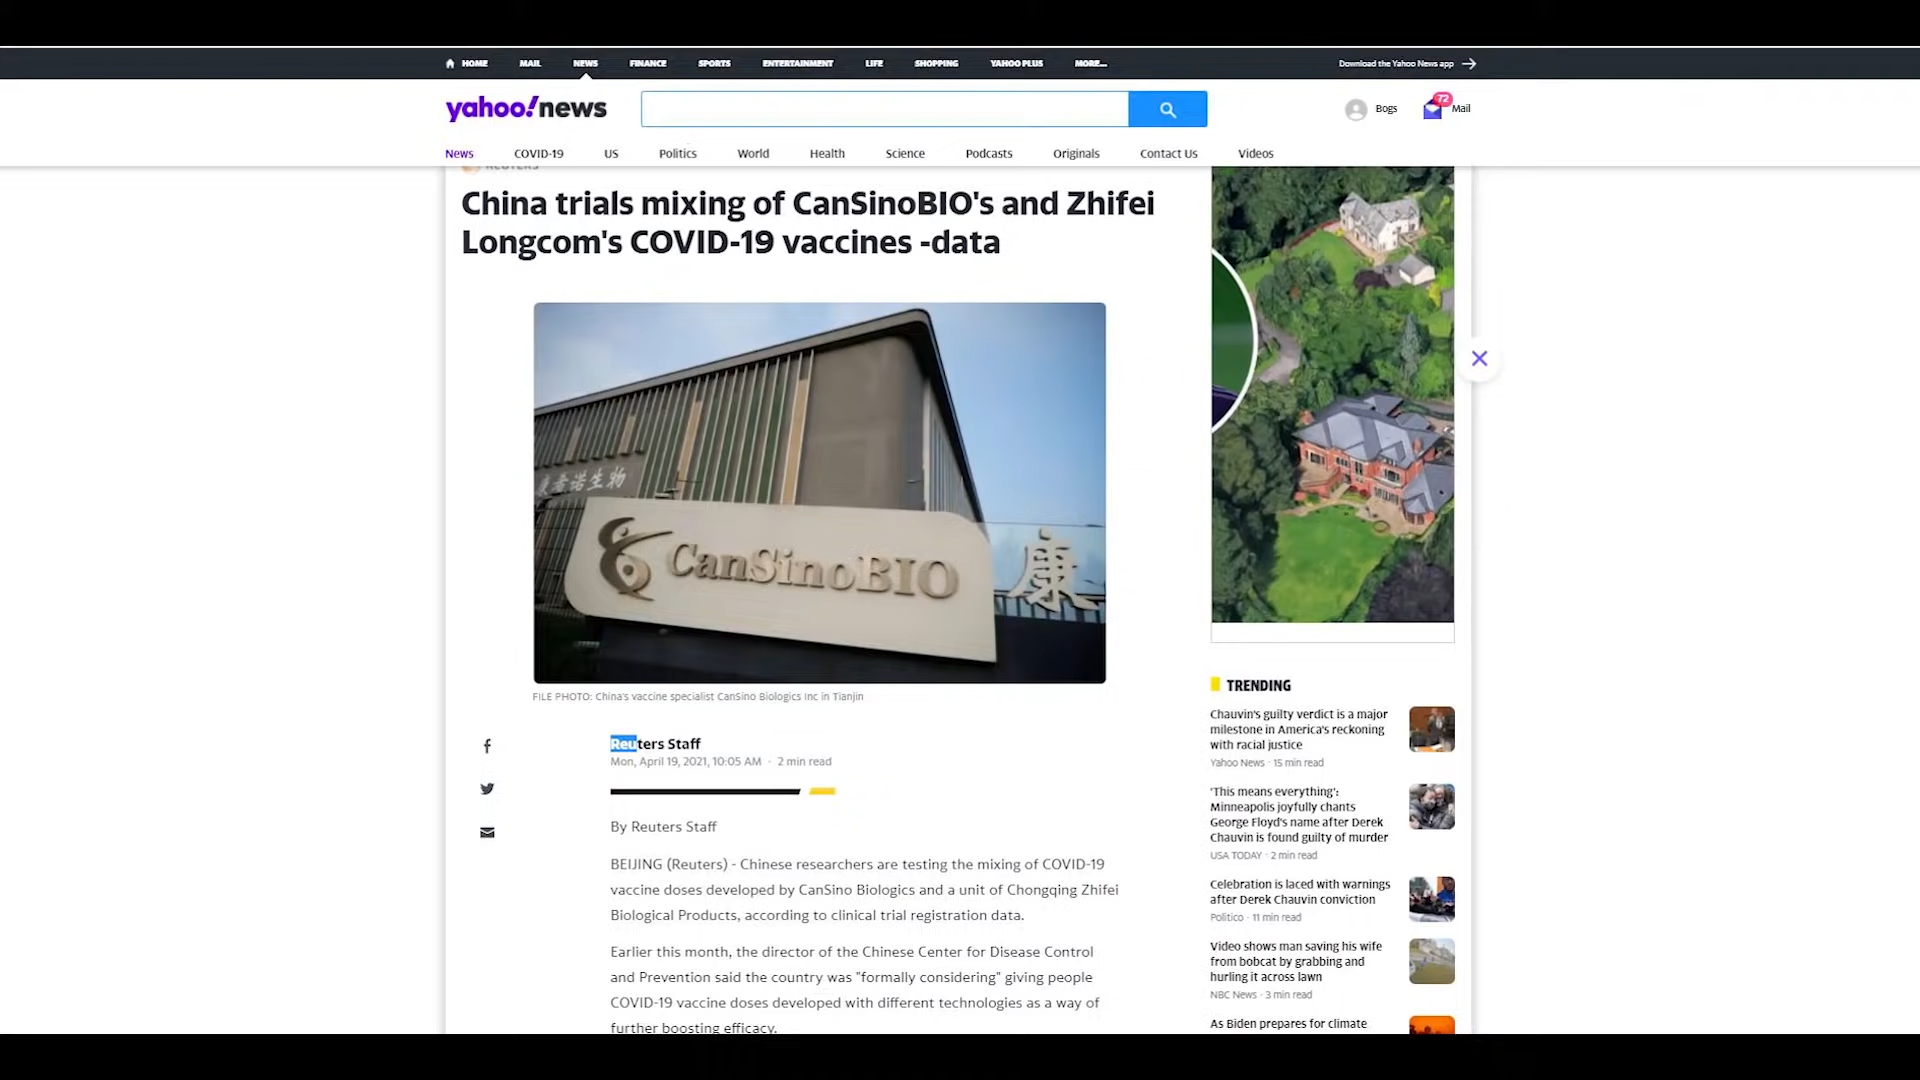 HOME MAIL NEWS FINANCE SPORTS ENTERTAINMENT LIFE SHOPPING YAHOO PLUS MORE... Download the Yahoo News app
yahoo!news
Bogs
72
Mail
News COVID-19 US Politics World Health Science Podcasts Originals Contact Us Videos
REUTERS
China trials mixing of CanSinoBIO's and Zhifei
Longcom's COVID-19 vaccines -data
康希诺生物
CanSinoBIO
康
FILE PHOTO: China's vaccine specialist CanSino Biologics Inc in Tianjin
Reuters Staff
Mon, April 19, 2021, 10:05 AM · 2 min read
By Reuters Staff
BEIJING (Reuters) - Chinese researchers are testing the mixing of COVID-19
vaccine doses developed by CanSino Biologics and a unit of Chongqing Zhifei
Biological Products, according to clinical trial registration data.
Earlier this month, the director of the Chinese Center for Disease Control
and Prevention said the country was "formally considering" giving people
COVID-19 vaccine doses developed with different technologies as a way of
further boosting efficacy.
TRENDING
Chauvin's guilty verdict is a major
milestone in America's reckoning
with racial justice
Yahoo News · 15 min read
'This means everything':
Minneapolis joyfully chants
George Floyd's name after Derek
Chauvin is found guilty of murder
USA TODAY · 2 min read
Celebration is laced with warnings
after Derek Chauvin conviction
Politico · 11 min read
Video shows man saving his wife
from bobcat by grabbing and
hurling it across lawn
NBC News · 3 min read
As Biden prepares for climate